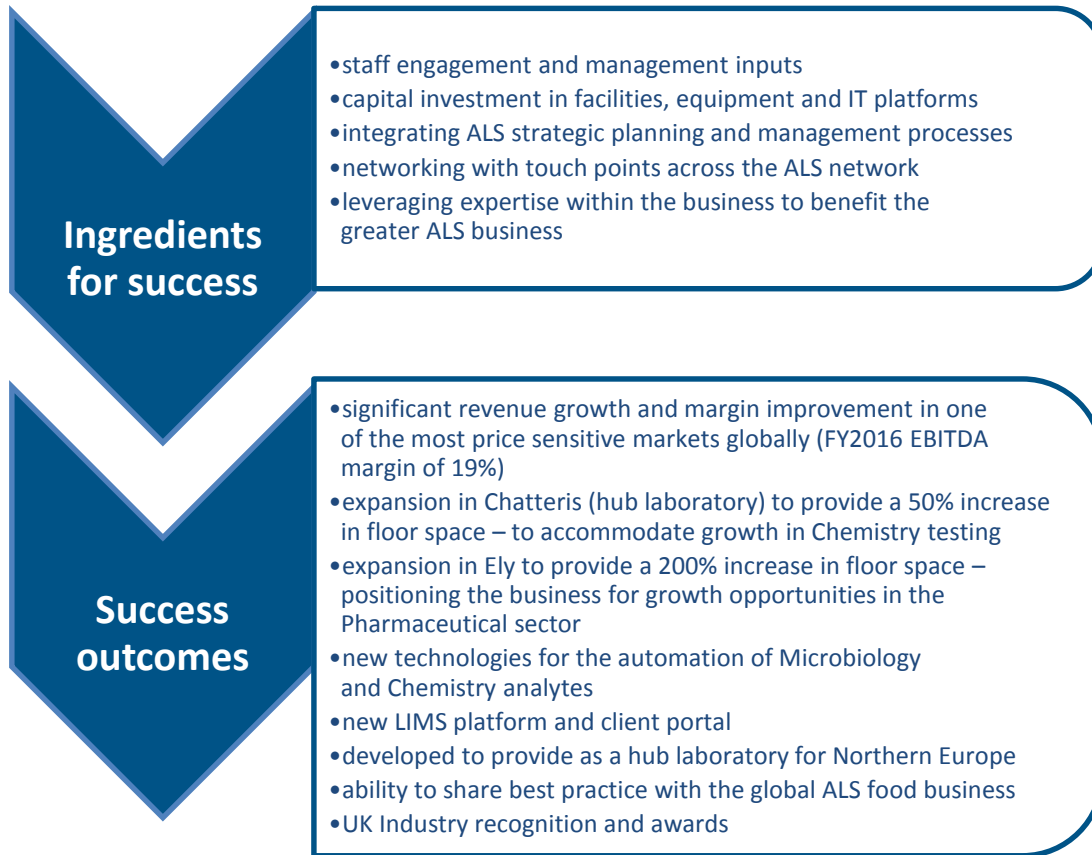 Ingredients
for success
•staff engagement and management inputs
•capital investment in facilities, equipment and IT platforms
•integrating ALS strategic planning and management processes
•networking with touch points across the ALS network
•leveraging expertise within the business to benefit the
greater ALS business
Success
outcomes
•significant revenue growth and margin improvement in one
of the most price sensitive markets globally (FY2016 EBITDA
margin of 19%)
•expansion in Chatteris (hub laboratory) to provide a 50% increase
in floor space – to accommodate growth in Chemistry testing
•expansion in Ely to provide a 200% increase in floor space –
positioning the business for growth opportunities in the
Pharmaceutical sector
•new technologies for the automation of Microbiology
and Chemistry analytes
•new LIMS platform and client portal
•developed to provide as a hub laboratory for Northern Europe
•ability to share best practice with the global ALS food business
•UK Industry recognition and awards